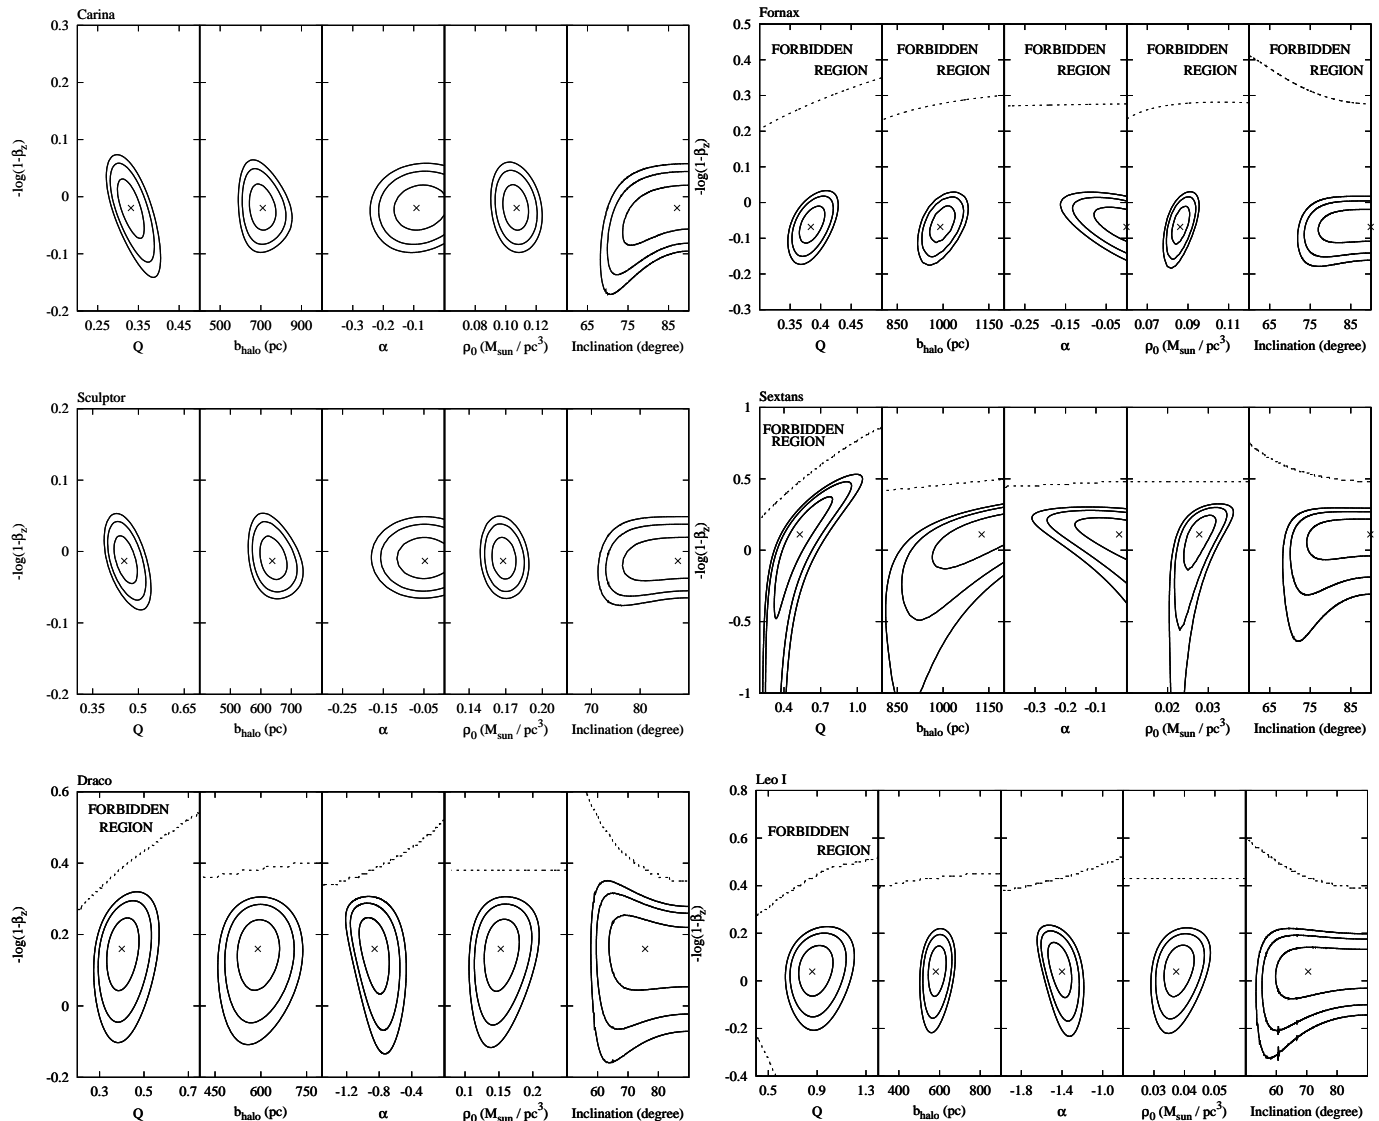 Carina
-log(1-βz)
0.3
0.2
0.1
0
-0.1
-0.2
0.25 0.35 0.45
500 700 900
-0.3 -0.2 -0.1
0.08 0.10 0.12
65 75 85
Q
b_halo (pc)
α
ρ0 (M_sun / pc^3)
Inclination (degree)
Fornax
-log(1-βz)
0.5
0.4
0.3
0.2
0.1
0
-0.1
-0.2
-0.3
FORBIDDEN
REGION
FORBIDDEN
REGION
FORBIDDEN
REGION
FORBIDDEN
REGION
FORBIDDEN
REGION
0.35 0.4 0.45
850 1000 1150
-0.25 -0.15 -0.05
0.07 0.09 0.11
65 75 85
Q
b_halo (pc)
α
ρ0 (M_sun / pc^3)
Inclination (degree)
Sculptor
-log(1-βz)
0.2
0.1
0
-0.1
-0.2
0.35 0.5 0.65
500 600 700
-0.25 -0.15 -0.05
0.14 0.17 0.20
70 80
Q
b_halo (pc)
α
ρ0 (M_sun / pc^3)
Inclination (degree)
Sextans
-log(1-βz)
1
0.5
0
-0.5
-1
FORBIDDEN
REGION
0.4 0.7 1.0
850 1000 1150
-0.3 -0.2 -0.1
0.02 0.03
65 75 85
Q
b_halo (pc)
α
ρ0 (M_sun / pc^3)
Inclination (degree)
Draco
-log(1-βz)
0.6
0.4
0.2
0
-0.2
FORBIDDEN
REGION
0.3 0.5 0.7
450 600 750
-1.2 -0.8 -0.4
0.1 0.15 0.2
60 70 80
Q
b_halo (pc)
α
ρ0 (M_sun / pc^3)
Inclination (degree)
Leo I
-log(1-βz)
0.8
0.6
0.4
0.2
0
-0.2
-0.4
FORBIDDEN
REGION
0.5 0.9 1.3
400 600 800
-1.8 -1.4 -1.0
0.03 0.04 0.05
60 70 80
Q
b_halo (pc)
α
ρ0 (M_sun / pc^3)
Inclination (degree)